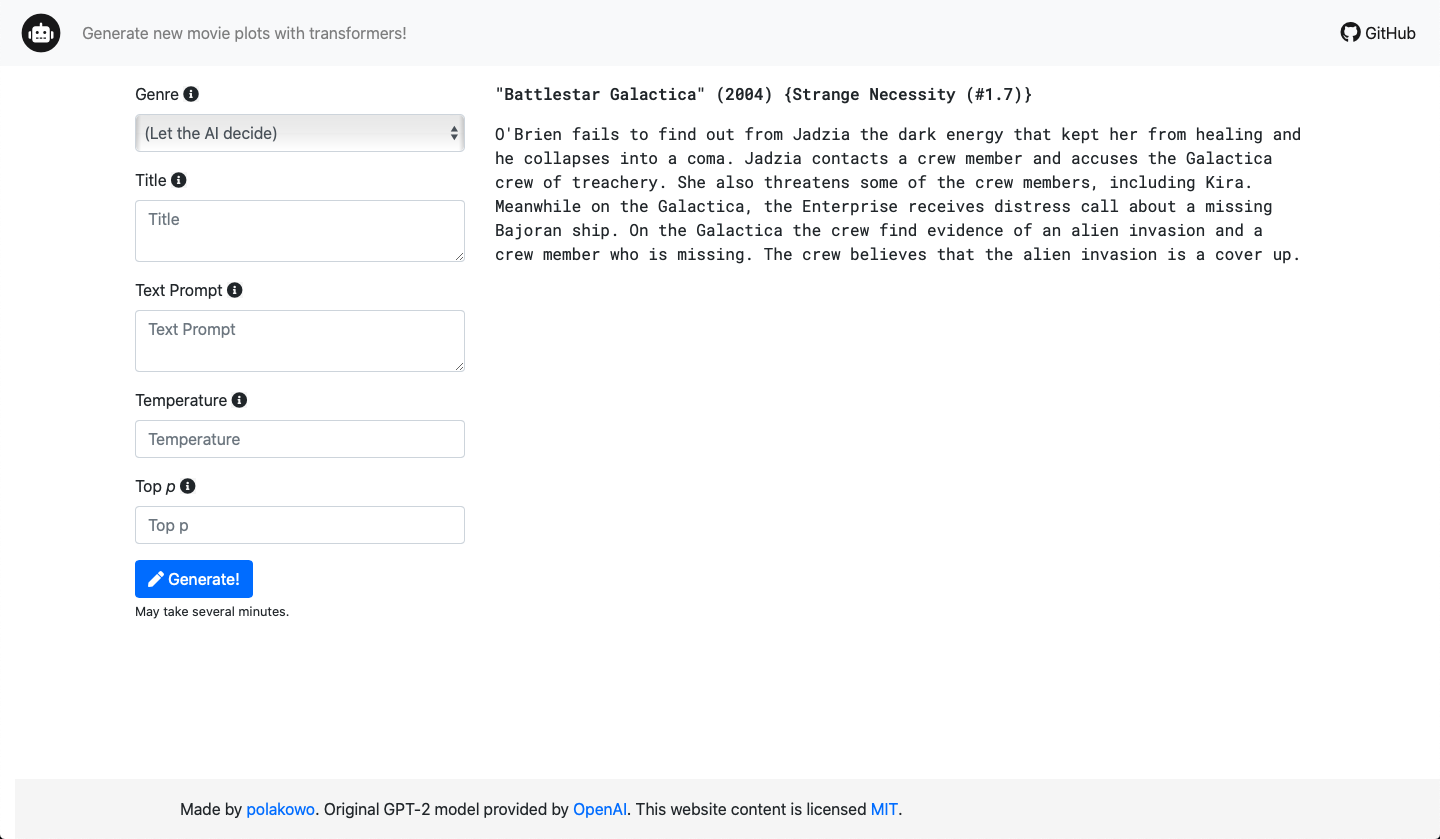 Generate new movie plots with transformers!
GitHub
Genre
(Let the AI decide)
Title
Title
Text Prompt
Text Prompt
Temperature
Temperature
Top p
Top p
Generate!
May take several minutes.
"Battlestar Galactica" (2004) {Strange Necessity (#1.7)}
O'Brien fails to find out from Jadzia the dark energy that kept her from healing and
he collapses into a coma. Jadzia contacts a crew member and accuses the Galactica
crew of treachery. She also threatens some of the crew members, including Kira.
Meanwhile on the Galactica, the Enterprise receives distress call about a missing
Bajoran ship. On the Galactica the crew find evidence of an alien invasion and a
crew member who is missing. The crew believes that the alien invasion is a cover up.
Made by polakowo. Original GPT-2 model provided by OpenAI. This website content is licensed MIT.